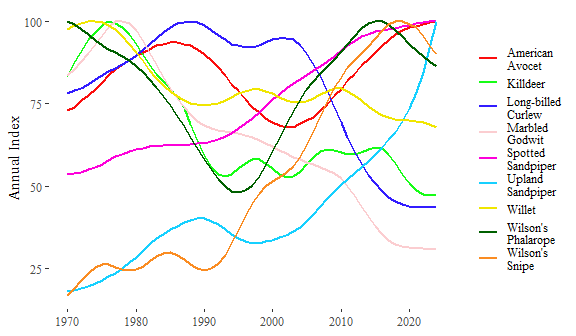 100
75
50
25
Annual Index
1970
1980
1990
2000
2010
2020
American
Avocet
Killdeer
Long-billed
Curlew
Marbled
Godwit
Spotted
Sandpiper
Upland
Sandpiper
Willet
Wilson's
Phalarope
Wilson's
Snipe